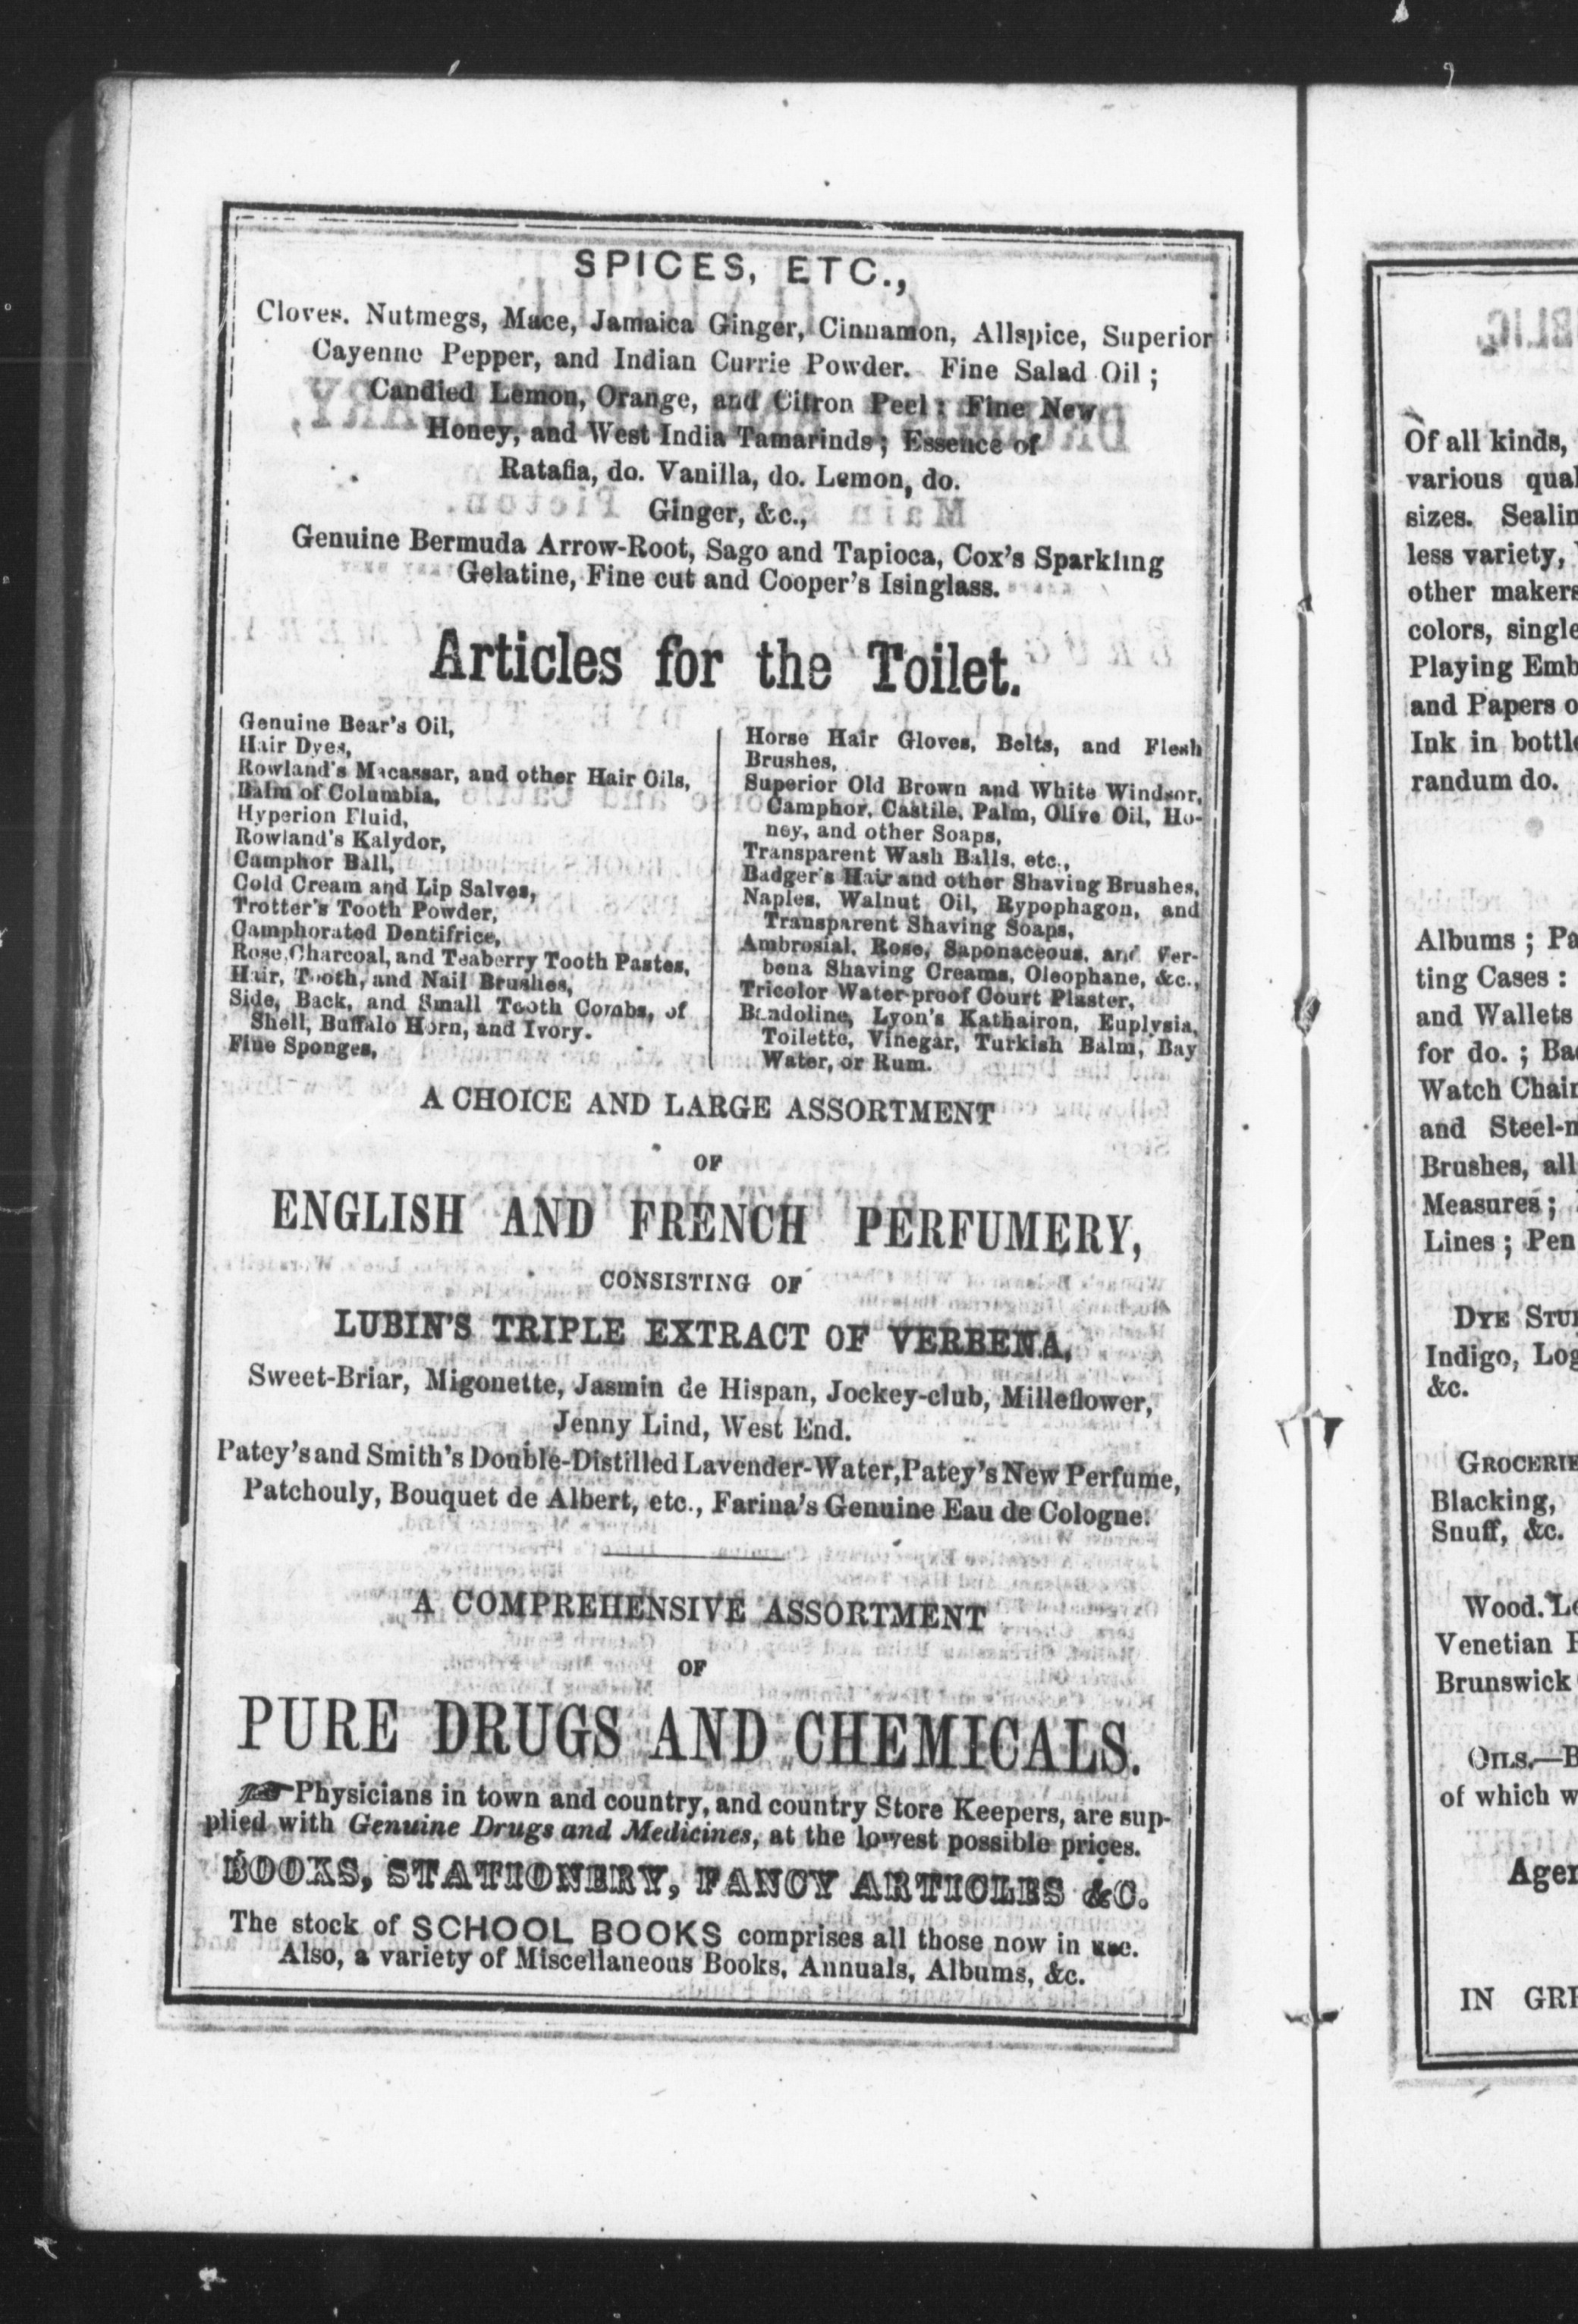 SPICES, ETC.,
Cloves. Nutmegs, Mace, Jamaica Ginger, Cinnamon, Allspice, Superior
Cayenne Pepper, and Indian Currie Powder. Fine Salad Oil ;
Candied Lemon, Orange, and Citron Peel ; Fine New
Honey, and West India Tamarinds ; Essence of
Ratafia, do. Vanilla, do. Lemon, do.
Ginger, &c.,
Genuine Bermuda Arrow-Root, Sago and Tapioca, Cox's Sparkling
Gelatine, Fine cut and Cooper's Isinglass.
Articles for the Toilet.
Genuine Bear's Oil,
Hair Dyes,
Rowland's Macassar, and other Hair Oils,
Balm of Columbia,
Hyperion Fluid,
Rowland's Kalydor,
Camphor Ball,
Cold Cream and Lip Salves,
Trotter's Tooth Powder,
Camphorated Dentifrice,
Rose, Charcoal, and Teaberry Tooth Pastes,
Hair, Tooth, and Nail Brushes,
Side, Back, and Small Tooth Combs, of
Shell, Buffalo Horn, and Ivory.
Fine Sponges,
Horse Hair Gloves, Belts, and Flesh
Brushes,
Superior Old Brown and White Windsor,
Camphor, Castile, Palm, Olive Oil, Ho-
ney, and other Soaps,
Transparent Wash Balls, etc.,
Badger's Hair and other Shaving Brushes,
Naples, Walnut Oil, Rypophagon, and
Transparent Shaving Soaps,
Ambrosial, Rose, Saponaceous, and Ver-
bena Shaving Creams, Oleophane, &c.,
Tricolor Water-proof Court Plaster,
Bandoline, Lyon's Kathairon, Euplysia,
Toilette, Vinegar, Turkish Balm, Bay
Water, or Rum.
A CHOICE AND LARGE ASSORTMENT
OF
ENGLISH AND FRENCH PERFUMERY,
CONSISTING OF
LUBIN'S TRIPLE EXTRACT OF VERBENA,
Sweet-Briar, Migonette, Jasmin de Hispan, Jockey-club, Milleflower,
Jenny Lind, West End.
Patey's and Smith's Double-Distilled Lavender-Water, Patey's New Perfume,
Patchouly, Bouquet de Albert, etc., Farina's Genuine Eau de Cologne.
A COMPREHENSIVE ASSORTMENT
OF
PURE DRUGS AND CHEMICALS.
Physicians in town and country, and country Store Keepers, are sup-
plied with Genuine Drugs and Medicines, at the lowest possible prices.
BOOKS, STATIONERY, FANCY ARTICLES &C.
The stock of SCHOOL BOOKS comprises all those now in use.
Also, a variety of Miscellaneous Books, Annuals, Albums, &c.
Of all kinds,
various
sizes.
less variety,
other makers
colors, single
Playing
and Papers
Ink in
randum do.
Albums ;
ting Cases :
and Wallets
for do. ;
Watch
and
Brushes, all
Measures ;
Lines ; Pen
DYE
Indigo,
&c.
Blacking,
Snuff, &c.
Wood.
Venetian
Brunswick
OILS.—
of which
IN